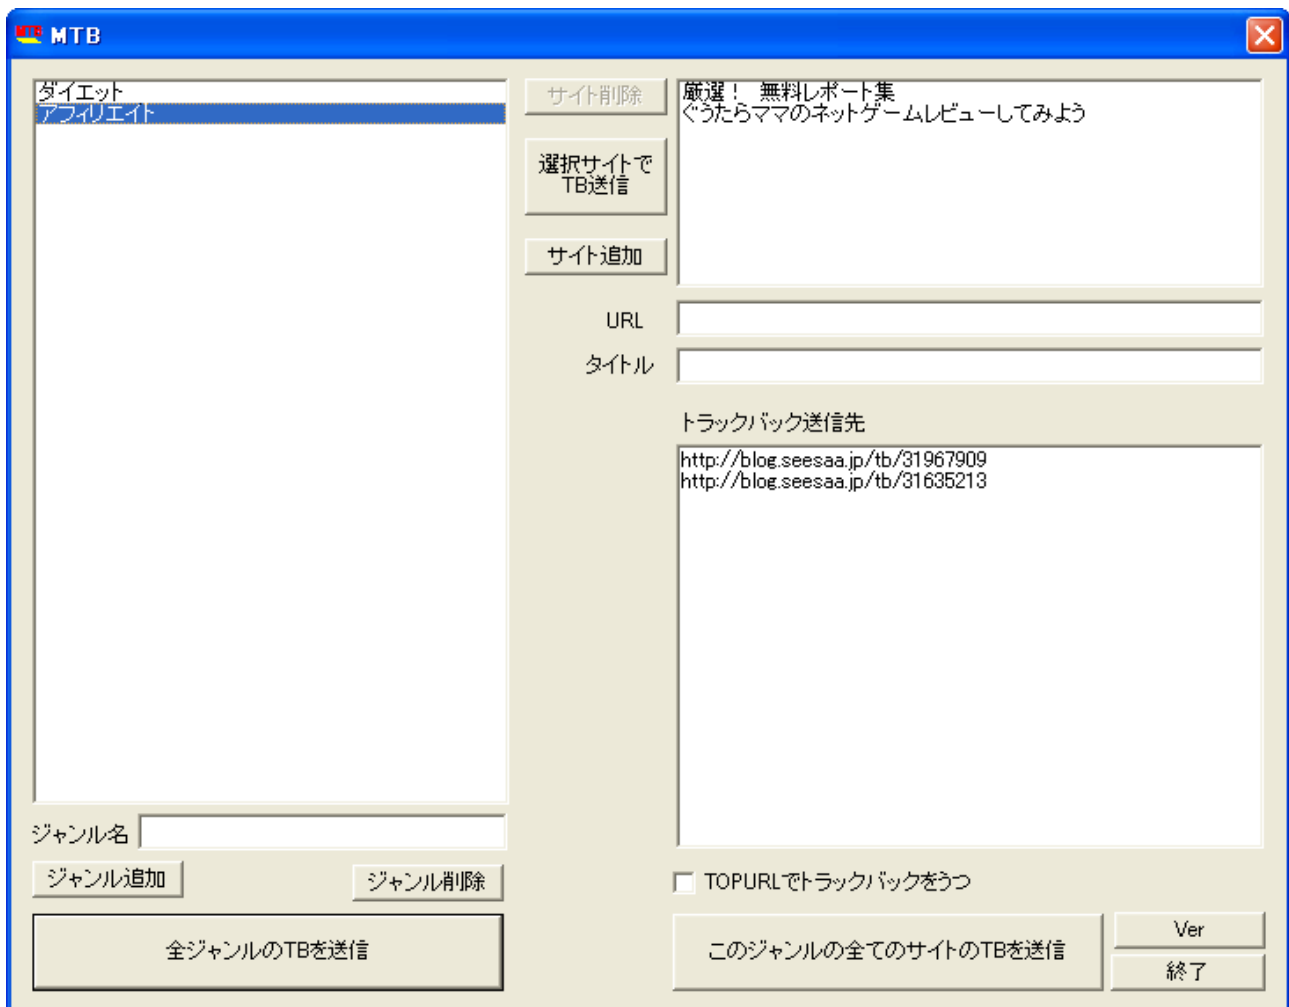 MTB
ダイエット
アフィリエイト
サイト削除
選択サイトで
TB送信
サイト追加
厳選！　無料レポート集
ぐうたらママのネットゲームレビューしてみよう
URL
タイトル
トラックバック送信先
http://blog.seesaa.jp/tb/31967909
http://blog.seesaa.jp/tb/31635213
ジャンル名
ジャンル追加
ジャンル削除
TOPURLでトラックバックをうつ
全ジャンルのTBを送信
このジャンルの全てのサイトのTBを送信
Ver
終了